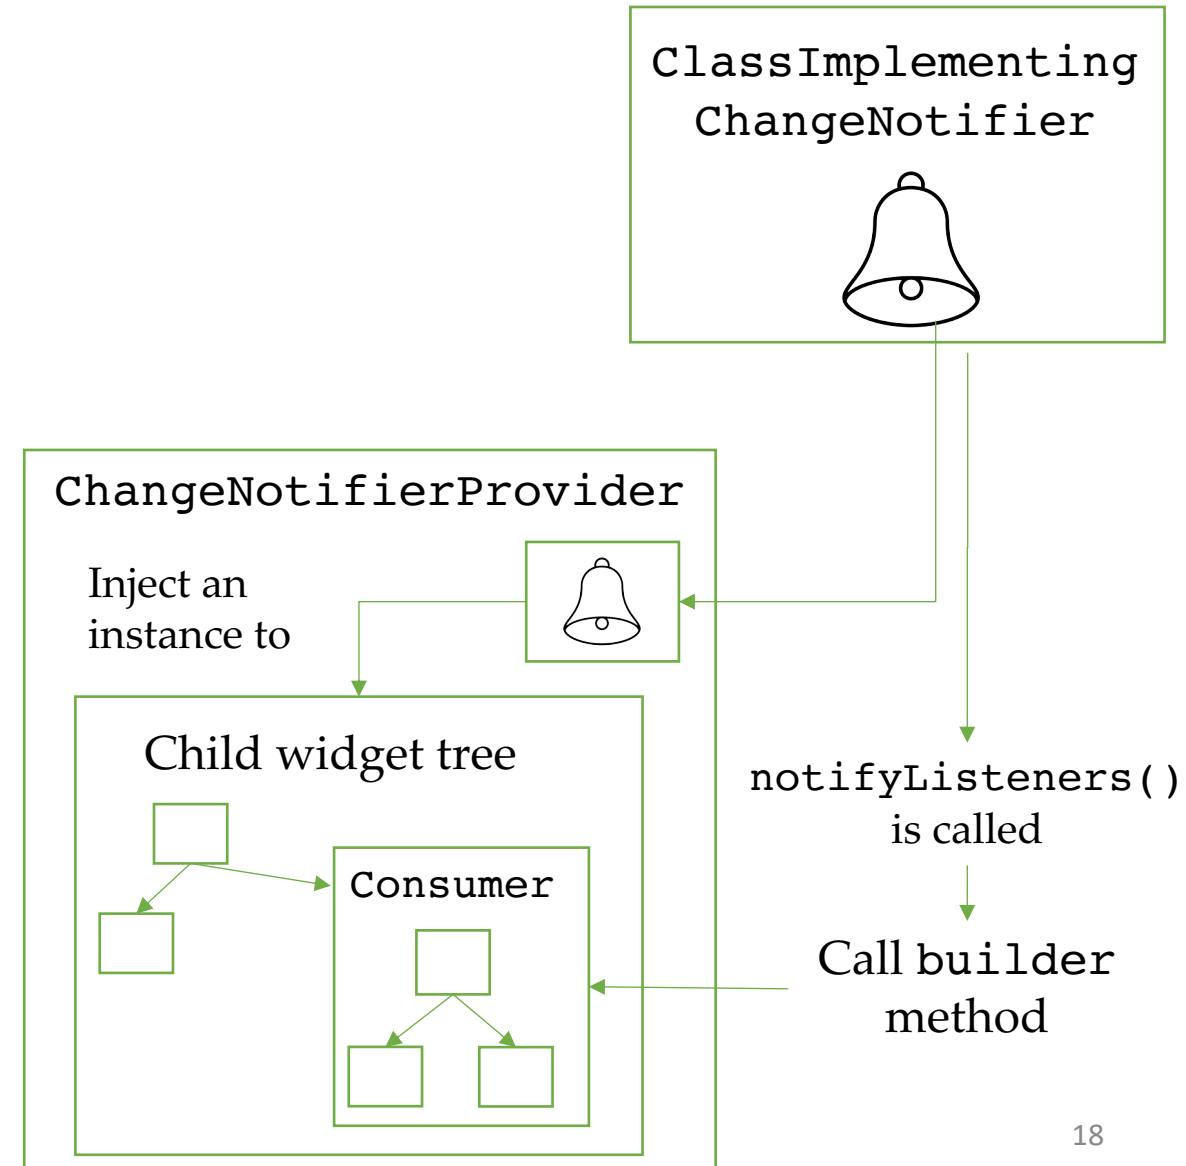 ClassImplementing
ChangeNotifier
ChangeNotifierProvider
Inject an
instance to
Child widget tree
Consumer
notifyListeners()
is called
Call builder
method
18